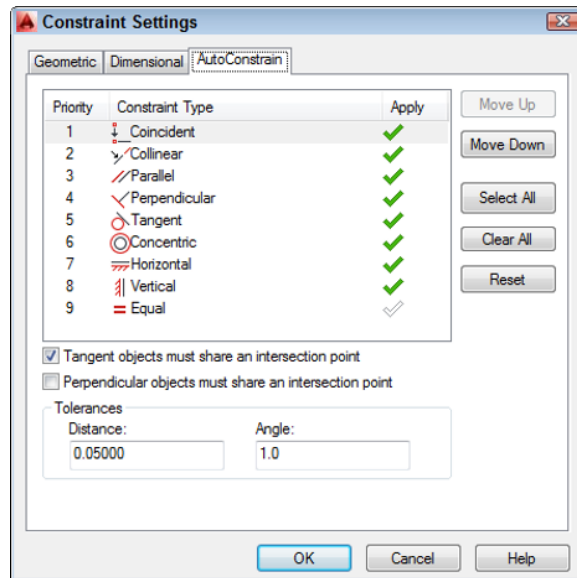 Constraint Settings
Geometric Dimensional AutoConstrain
Priority Constraint Type Apply
1 Coincident
2 Collinear
3 Parallel
4 Perpendicular
5 Tangent
6 Concentric
7 Horizontal
8 Vertical
9 Equal
Move Up
Move Down
Select All
Clear All
Reset
Tangent objects must share an intersection point
Perpendicular objects must share an intersection point
Tolerances
Distance: Angle:
0.05000 1.0
OK Cancel Help